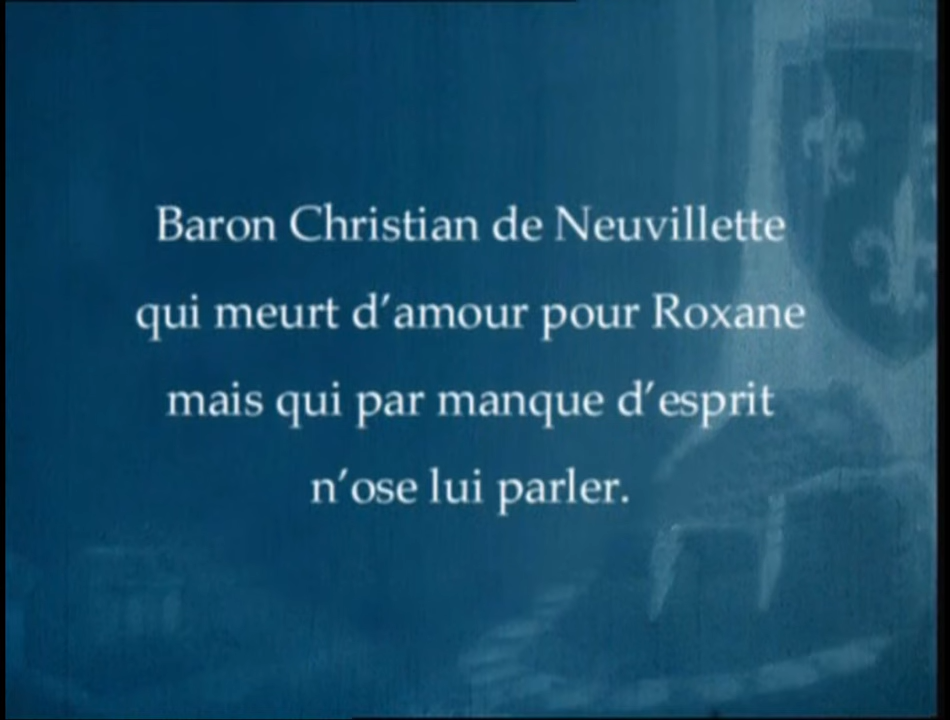 Baron Christian de Neuvillette
qui meurt d'amour pour Roxane
mais qui par manque d'esprit
n'ose lui parler.